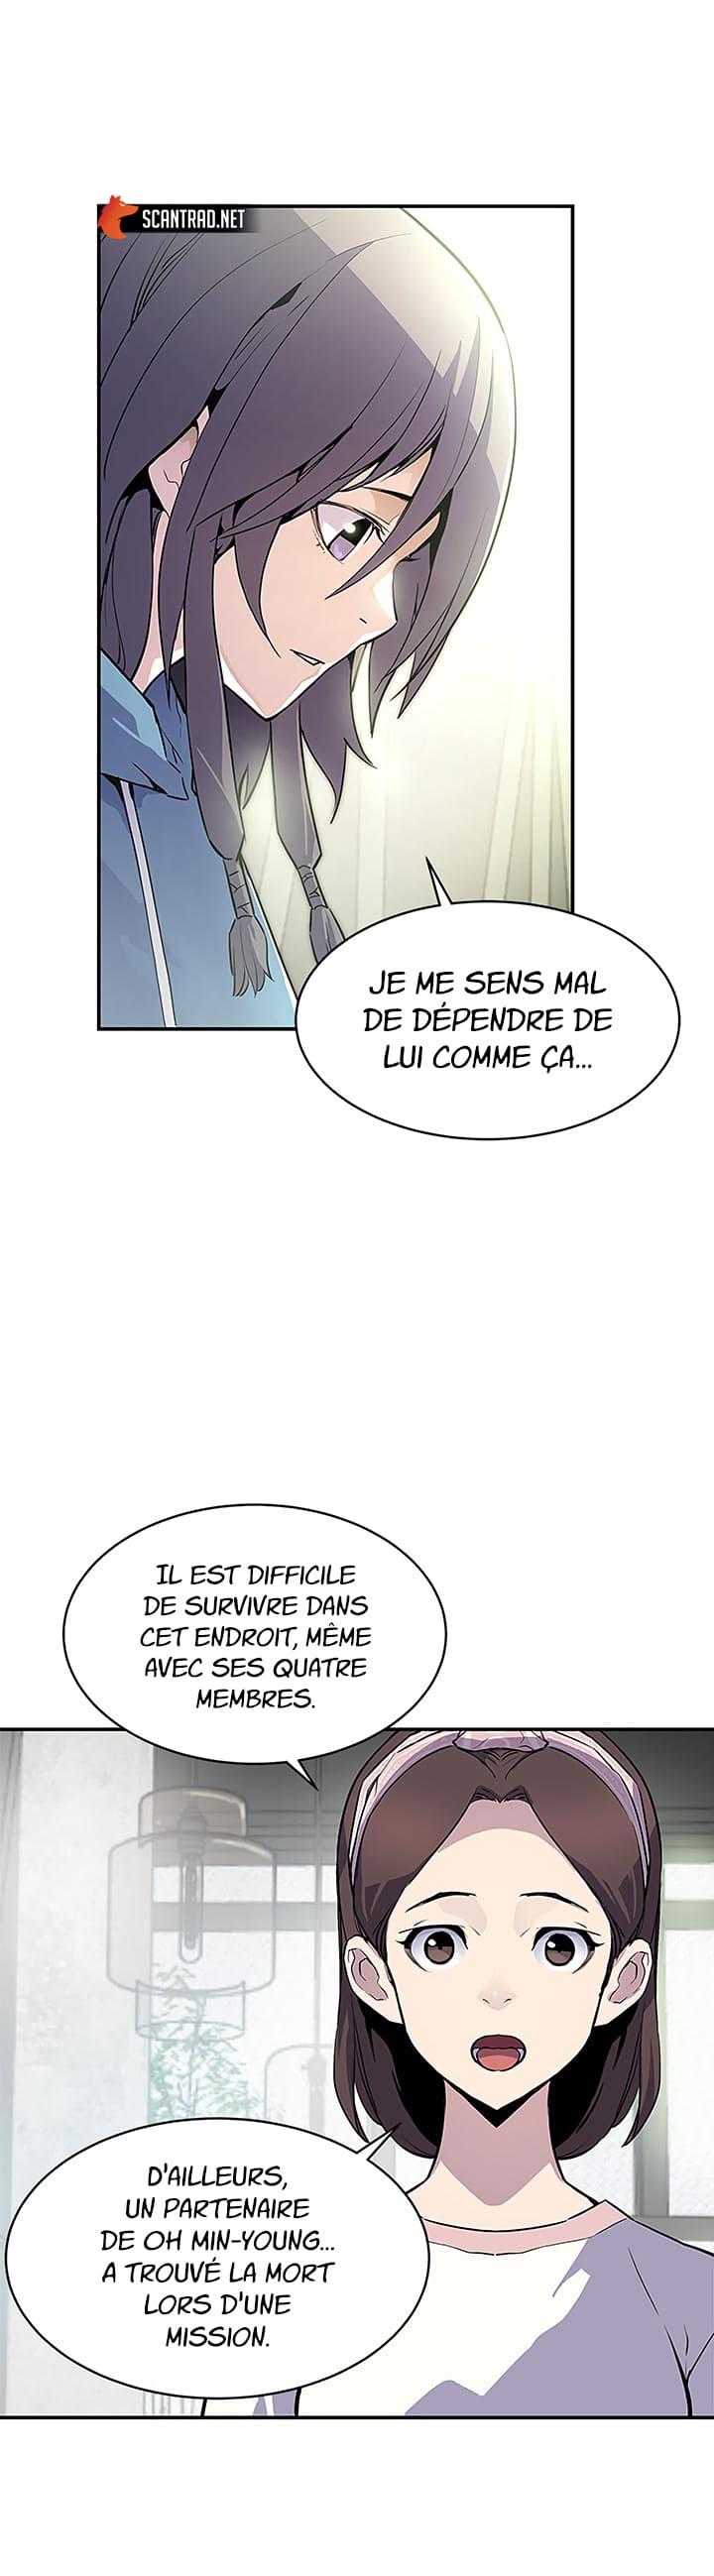 SCANTRAD.NET
JE ME SENS MAL
DE DÉPENDRE DE
LUI COMME ÇA...
IL EST DIFFICILE
DE SURVIVRE DANS
CET ENDROIT, MÊME
AVEC SES QUATRE
MEMBRES.
D'AILLEURS,
UN PARTENAIRE
DE OH MIN-YOUNG...
A TROUVÉ LA MORT
LORS D'UNE
MISSION.